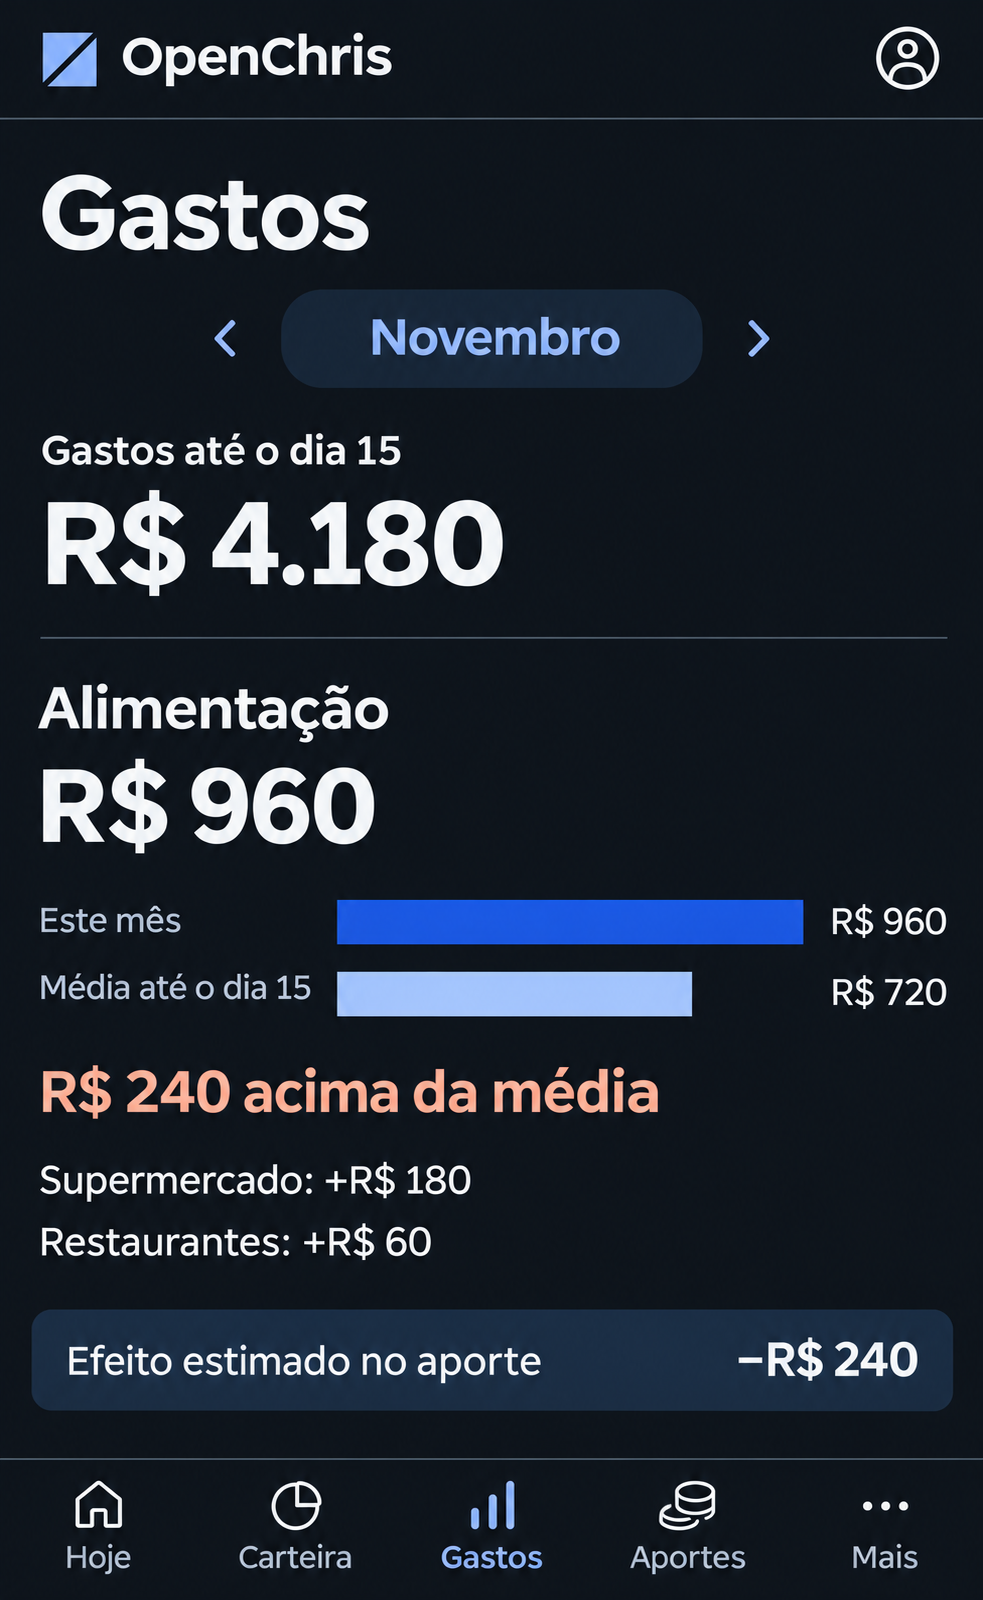 OpenChris
Gastos
Novembro
Gastos até o dia 15
R$ 4.180
Alimentação
R$ 960
Este mês R$ 960
Média até o dia 15 R$ 720
R$ 240 acima da média
Supermercado: +R$ 180
Restaurantes: +R$ 60
Efeito estimado no aporte −R$ 240
Hoje Carteira Gastos Aportes Mais